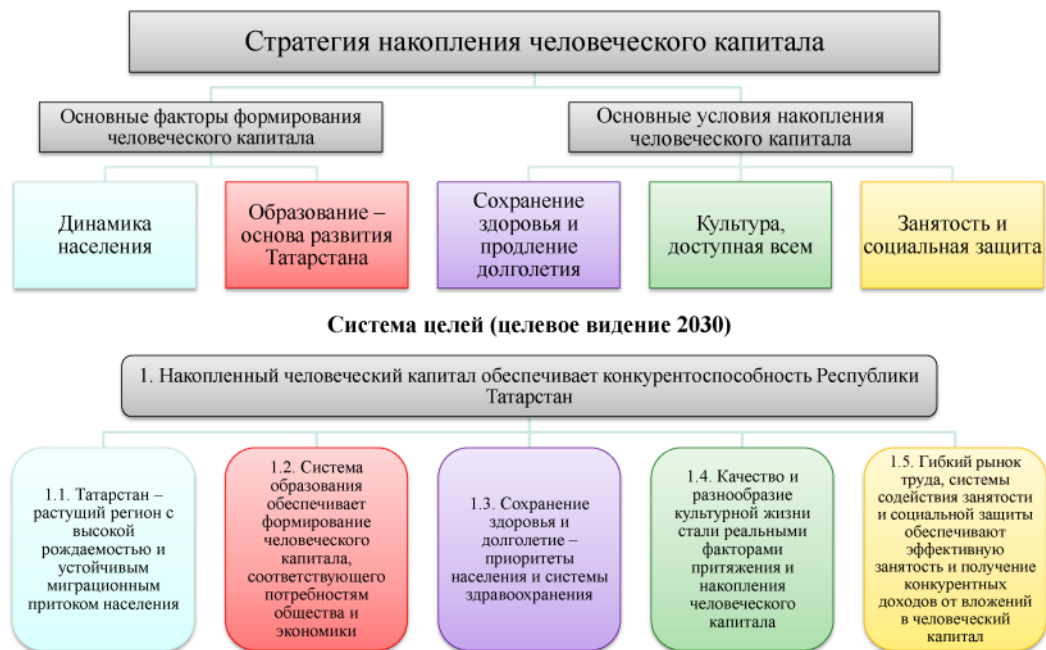 Стратегия накопления человеческого капитала
Основные факторы формирования
человеческого капитала
Основные условия накопления
человеческого капитала
Динамика
населения
Образование –
основа развития
Татарстана
Сохранение
здоровья и
продление
долголетия
Культура,
доступная всем
Занятость и
социальная защита
Система целей (целевое видение 2030)
1. Накопленный человеческий капитал обеспечивает конкурентоспособность Республики
Татарстан
1.1. Татарстан –
растущий регион с
высокой
рождаемостью и
устойчивым
миграционным
притоком населения
1.2. Система
образования
обеспечивает
формирование
человеческого
капитала,
соответствующего
потребностям
общества и
экономики
1.3. Сохранение
здоровья и
долголетие –
приоритеты
населения и системы
здравоохранения
1.4. Качество и
разнообразие
культурной жизни
стали реальными
факторами
притяжения и
накопления
человеческого
капитала
1.5. Гибкий рынок
труда, системы
содействия занятости
и социальной защиты
обеспечивают
эффективную
занятость и получение
конкурентных
доходов от вложений
в человеческий
капитал